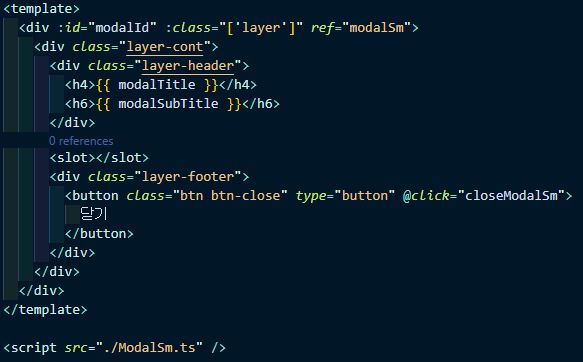 <template>
<div :id="modalId" :class="['layer']" ref="modalSm">
<div class="layer-cont">
<div class="layer-header">
<h4>{{ modalTitle }}</h4>
<h6>{{ modalSubTitle }}</h6>
</div>
0 references
<slot></slot>
<div class="layer-footer">
<button class="btn btn-close" type="button" @click="closeModalSm">
닫기
</button>
</div>
</div>
</div>
</template>
<script src="./ModalSm.ts" />